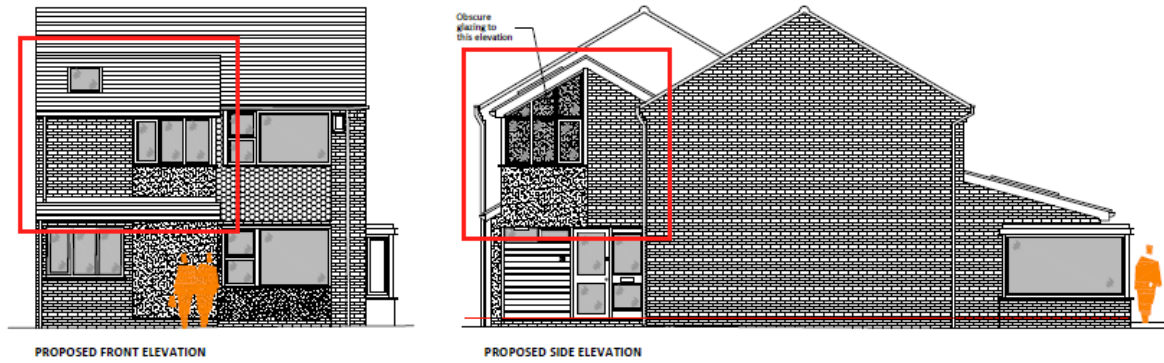 Obscure
glazing to
this elevation
PROPOSED FRONT ELEVATION
PROPOSED SIDE ELEVATION